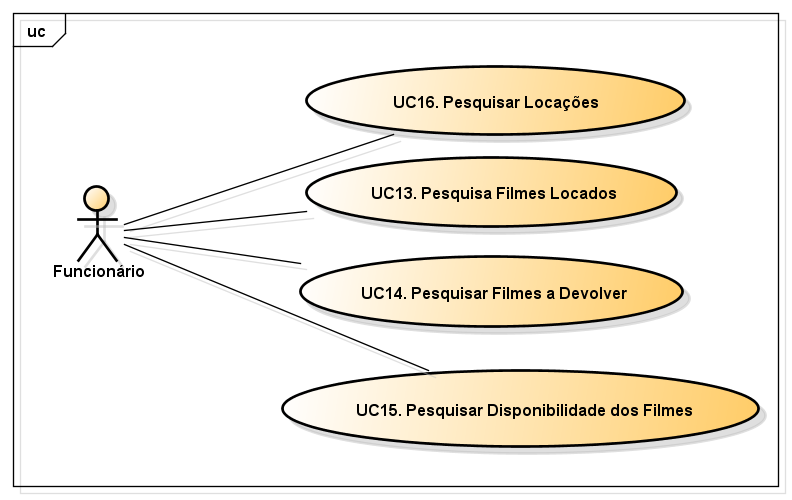 uc
UC16. Pesquisar Locações
UC13. Pesquisa Filmes Locados
Funcionário
UC14. Pesquisar Filmes a Devolver
UC15. Pesquisar Disponibilidade dos Filmes